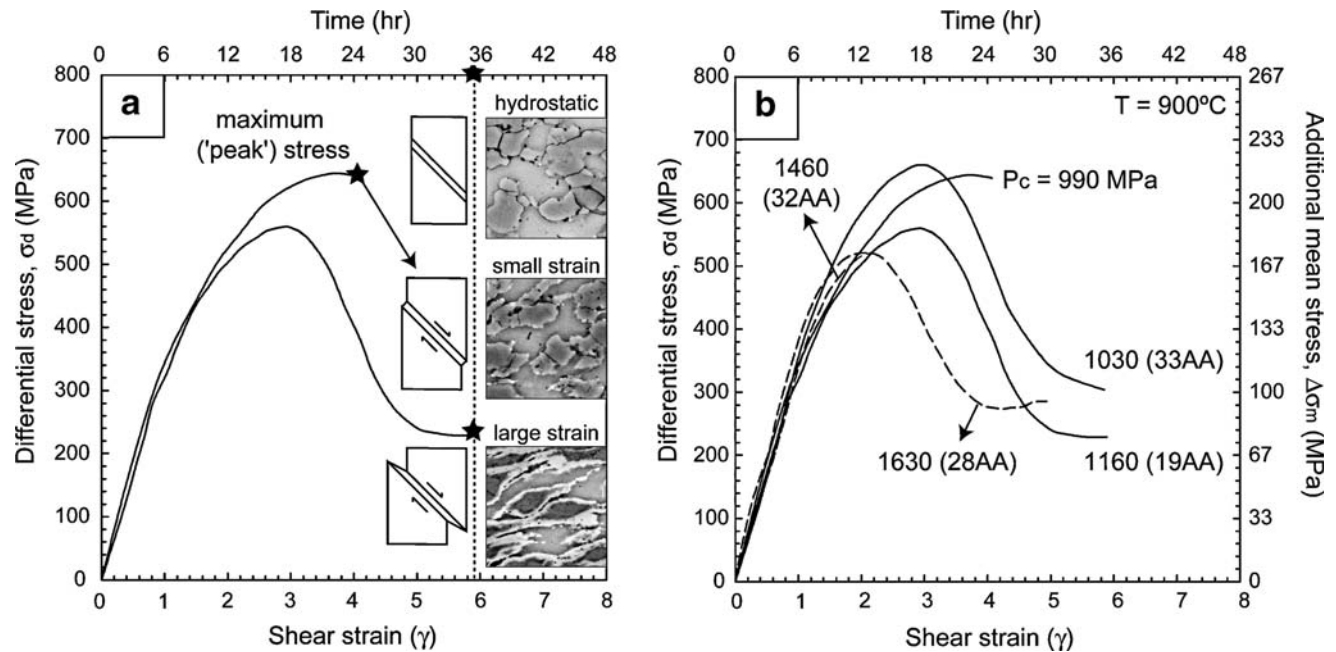 Time (hr)
0 6 12 18 24 30 36 42 48
800
700
600
500
400
300
200
100
0
Differential stress, σd (MPa)
a
maximum
('peak') stress
hydrostatic
small strain
large strain
0 1 2 3 4 5 6 7 8
Shear strain (γ)
Time (hr)
0 6 12 18 24 30 36 42 48
800
700
600
500
400
300
200
100
0
Differential stress, σd (MPa)
b
T = 900ºC
1460
(32AA)
Pc = 990 MPa
1030 (33AA)
1630 (28AA)
1160 (19AA)
267
233
200
167
133
100
67
33
0
Additional mean stress, Δσm (MPa)
0 1 2 3 4 5 6 7 8
Shear strain (γ)